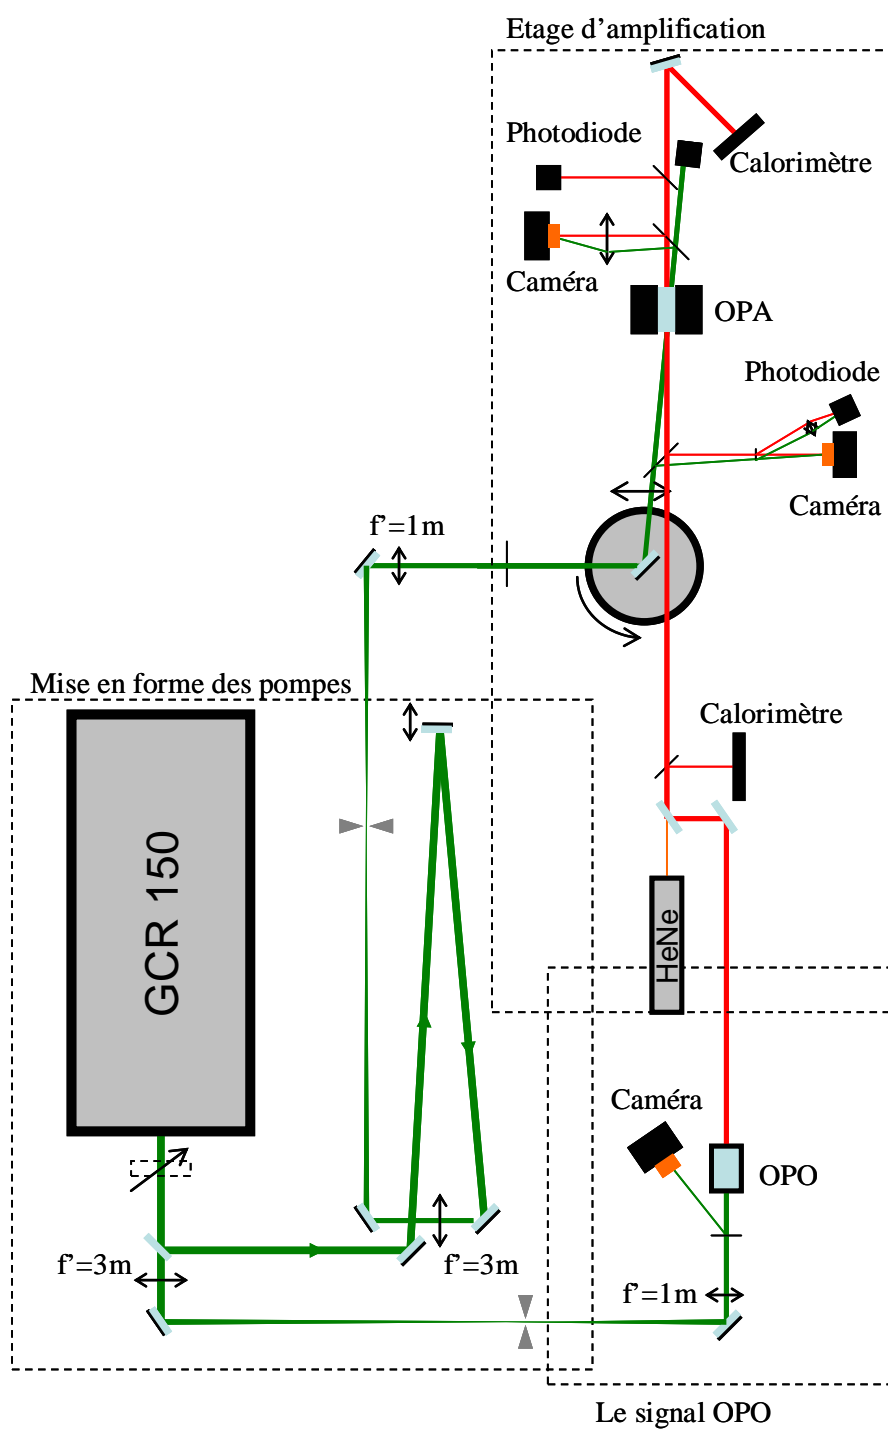 Etage d’amplification
Photodiode
Calorimètre
Caméra
OPA
Photodiode
Caméra
f’=1m
Mise en forme des pompes
Calorimètre
GCR 150
HeNe
Caméra
OPO
f’=3m
f’=3m
f’=1m
Le signal OPO